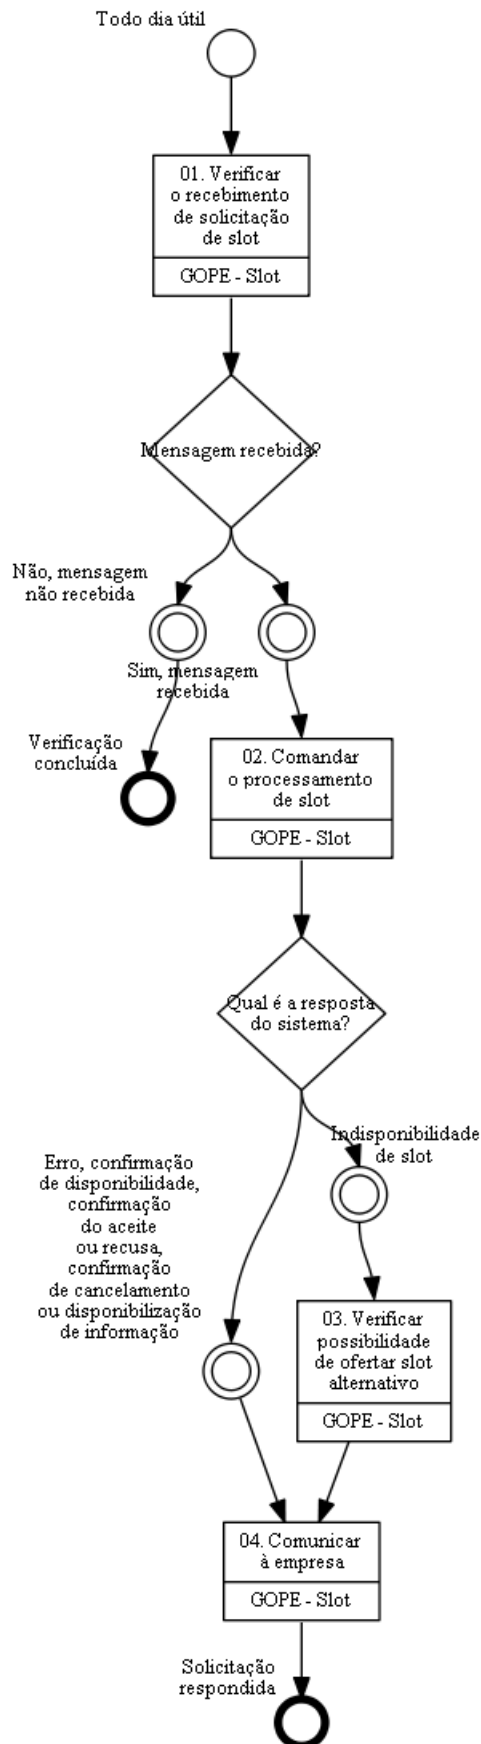 Todo dia útil
01. Verificar
o recebimento
de solicitação
de slot
GOPE - Slot
Mensagem recebida?
Não, mensagem
não recebida
Sim, mensagem
recebida
Verificação
concluída
02. Comandar
o processamento
de slot
GOPE - Slot
Qual é a resposta
do sistema?
Indisponibilidade
de slot
Erro, confirmação
de disponibilidade,
confirmação
do aceite
ou recusa,
confirmação
de cancelamento
ou disponibilização
de informação
03. Verificar
possibilidade
de ofertar slot
alternativo
GOPE - Slot
04. Comunicar
à empresa
GOPE - Slot
Solicitação
respondida